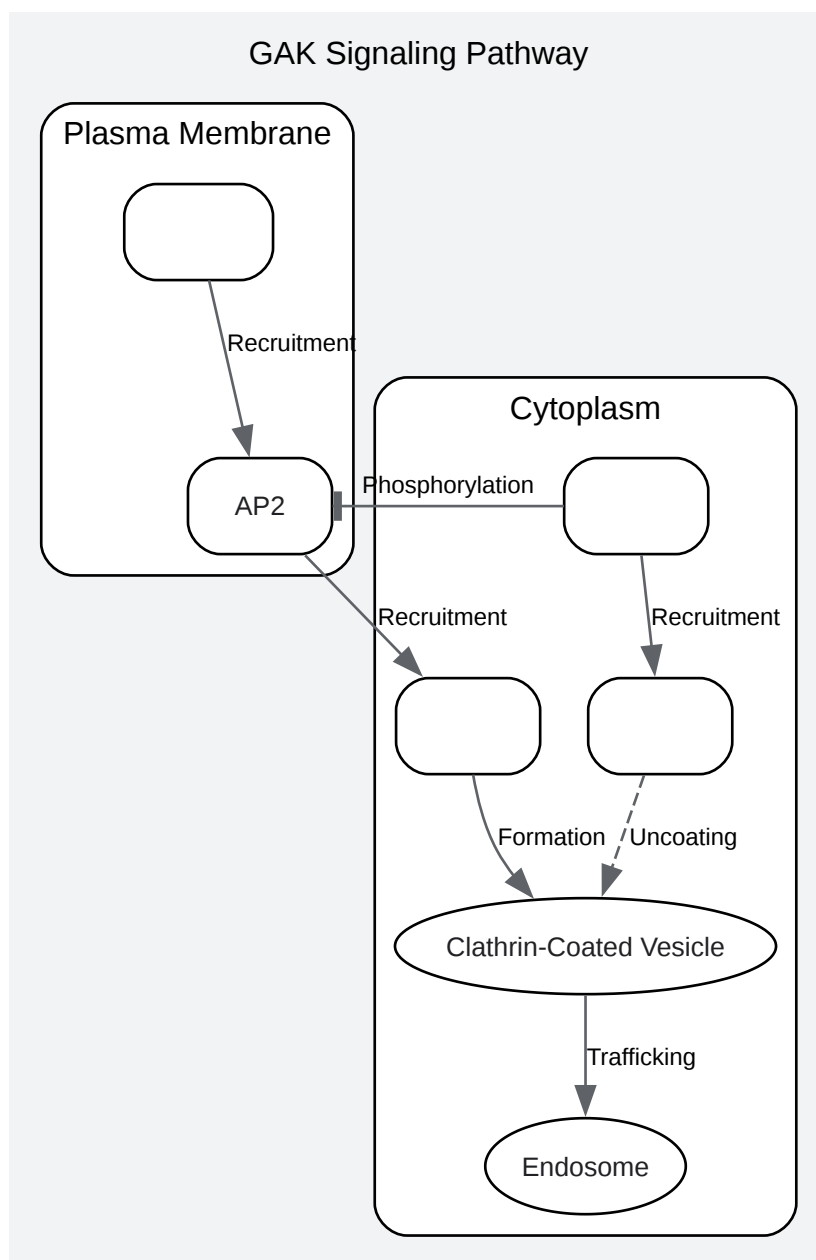 GAK Signaling Pathway
Plasma Membrane
Recruitment
Cytoplasm
Phosphorylation
AP2
Recruitment
Recruitment
Formation
Uncoating
Clathrin-Coated Vesicle
Trafficking
Endosome